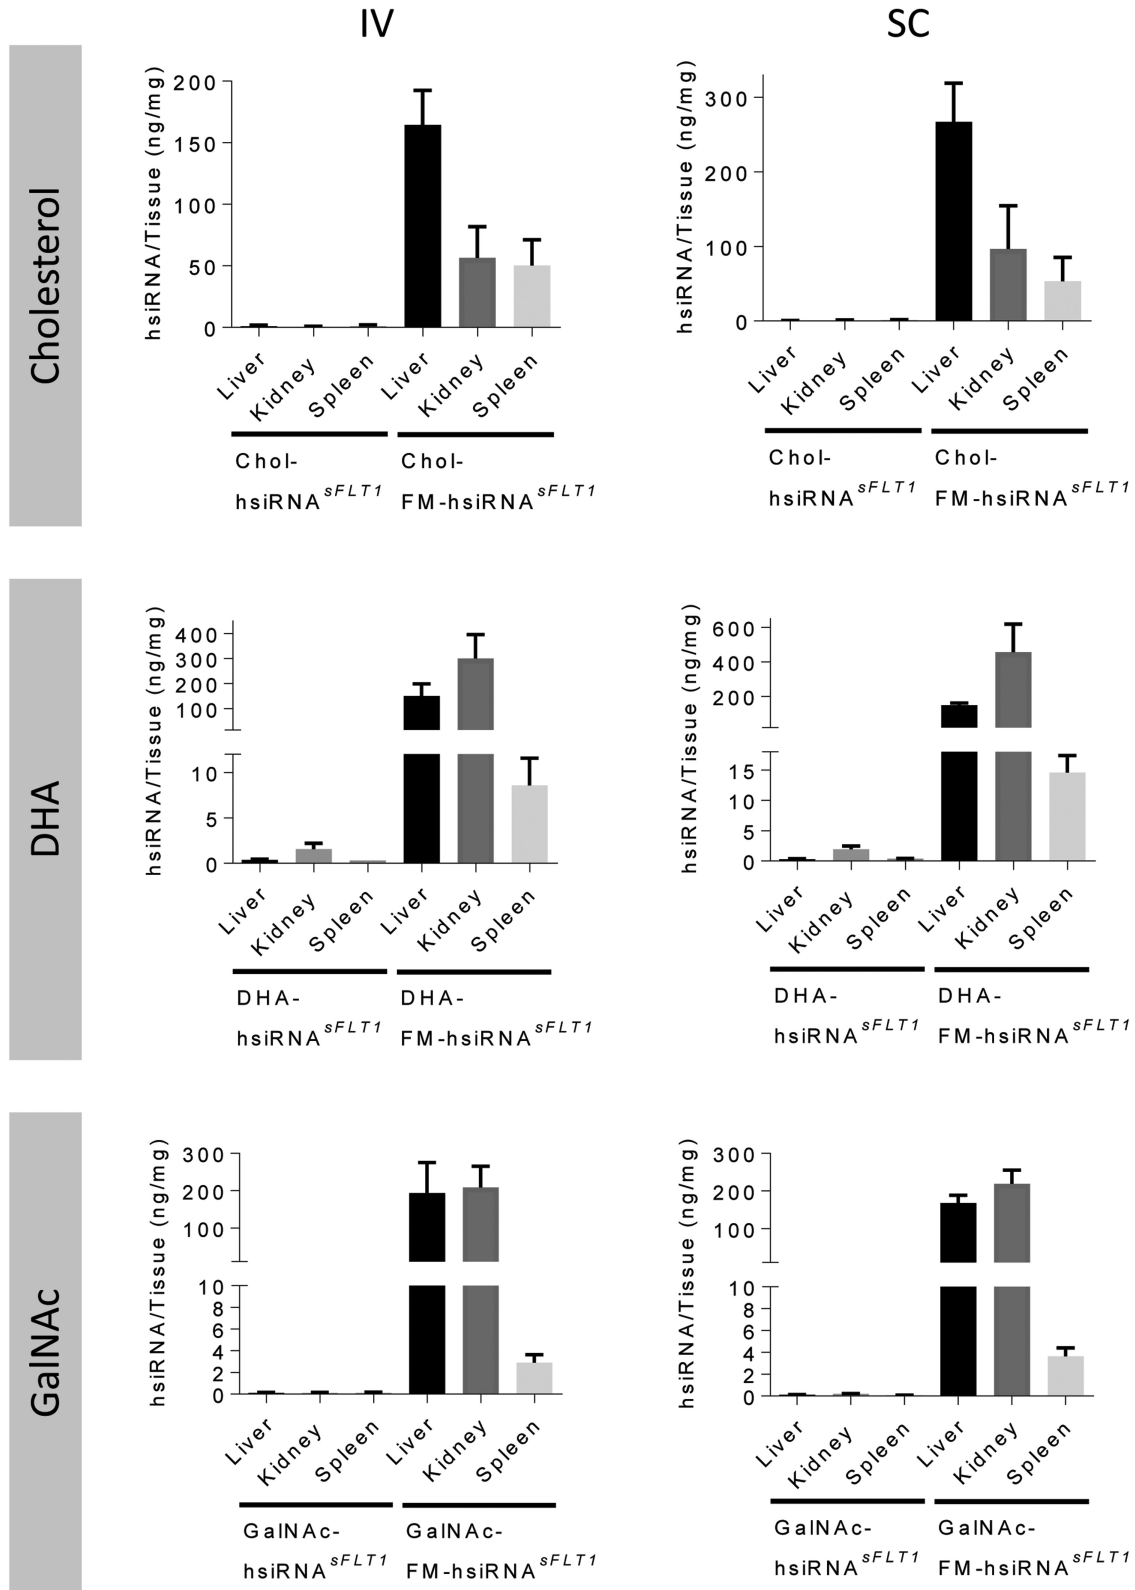 IV
SC
Cholesterol
hsiRNA/Tissue (ng/mg)
200
150
100
50
0
Liver
Kidney
Spleen
Liver
Kidney
Spleen
Chol-
hsiRNA sFLT1
Chol-
FM-hsiRNA sFLT1
hsiRNA/Tissue (ng/mg)
300
200
100
0
Liver
Kidney
Spleen
Liver
Kidney
Spleen
Chol-
hsiRNA sFLT1
Chol-
FM-hsiRNA sFLT1
DHA
hsiRNA/Tissue (ng/mg)
400
300
200
100
10
5
0
Liver
Kidney
Spleen
Liver
Kidney
Spleen
DHA-
hsiRNA sFLT1
DHA-
FM-hsiRNA sFLT1
hsiRNA/Tissue (ng/mg)
600
400
200
15
10
5
0
Liver
Kidney
Spleen
Liver
Kidney
Spleen
DHA-
hsiRNA sFLT1
DHA-
FM-hsiRNA sFLT1
GalNAc
hsiRNA/Tissue (ng/mg)
300
200
100
10
8
6
4
2
0
Liver
Kidney
Spleen
Liver
Kidney
Spleen
GalNAc-
hsiRNA sFLT1
GalNAc-
FM-hsiRNA sFLT1
hsiRNA/Tissue (ng/mg)
300
200
100
10
8
6
4
2
0
Liver
Kidney
Spleen
Liver
Kidney
Spleen
GalNAc-
hsiRNA sFLT1
GalNAc-
FM-hsiRNA sFLT1